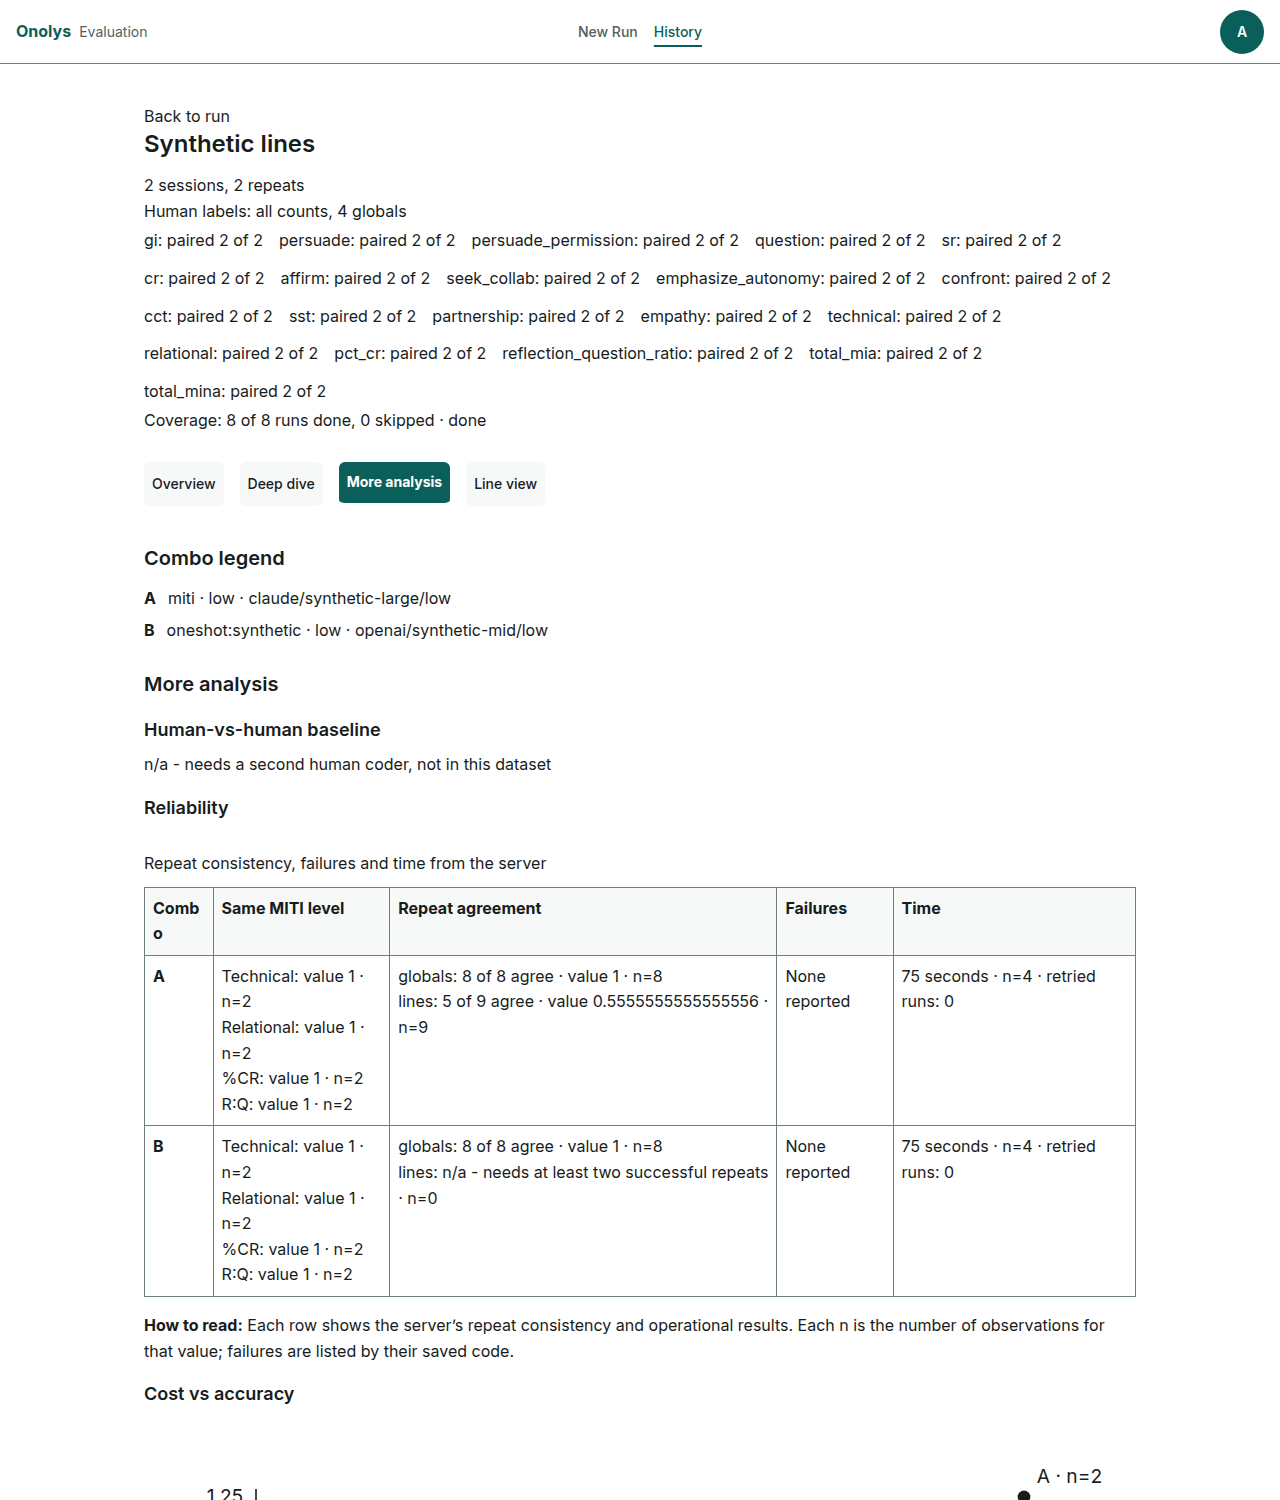 Onolys Evaluation New Run History A
Back to run
Synthetic lines
2 sessions, 2 repeats
Human labels: all counts, 4 globals
gi: paired 2 of 2 persuade: paired 2 of 2 persuade_permission: paired 2 of 2 question: paired 2 of 2 sr: paired 2 of 2
cr: paired 2 of 2 affirm: paired 2 of 2 seek_collab: paired 2 of 2 emphasize_autonomy: paired 2 of 2 confront: paired 2 of 2
cct: paired 2 of 2 sst: paired 2 of 2 partnership: paired 2 of 2 empathy: paired 2 of 2 technical: paired 2 of 2
relational: paired 2 of 2 pct_cr: paired 2 of 2 reflection_question_ratio: paired 2 of 2 total_mia: paired 2 of 2
total_mina: paired 2 of 2
Coverage: 8 of 8 runs done, 0 skipped · done
Overview Deep dive More analysis Line view
Combo legend
A miti · low · claude/synthetic-large/low
B oneshot:synthetic · low · openai/synthetic-mid/low
More analysis
Human-vs-human baseline
n/a - needs a second human coder, not in this dataset
Reliability
Repeat consistency, failures and time from the server
Comb
o
Same MITI level
Repeat agreement
Failures
Time
A
Technical: value 1 ·
n=2
Relational: value 1 ·
n=2
%CR: value 1 · n=2
R:Q: value 1 · n=2
globals: 8 of 8 agree · value 1 · n=8
lines: 5 of 9 agree · value 0.5555555555555556 ·
n=9
None
reported
75 seconds · n=4 · retried
runs: 0
B
Technical: value 1 ·
n=2
Relational: value 1 ·
n=2
%CR: value 1 · n=2
R:Q: value 1 · n=2
globals: 8 of 8 agree · value 1 · n=8
lines: n/a - needs at least two successful repeats
· n=0
None
reported
75 seconds · n=4 · retried
runs: 0
How to read: Each row shows the server’s repeat consistency and operational results. Each n is the number of observations for
that value; failures are listed by their saved code.
Cost vs accuracy
A · n=2
1.25